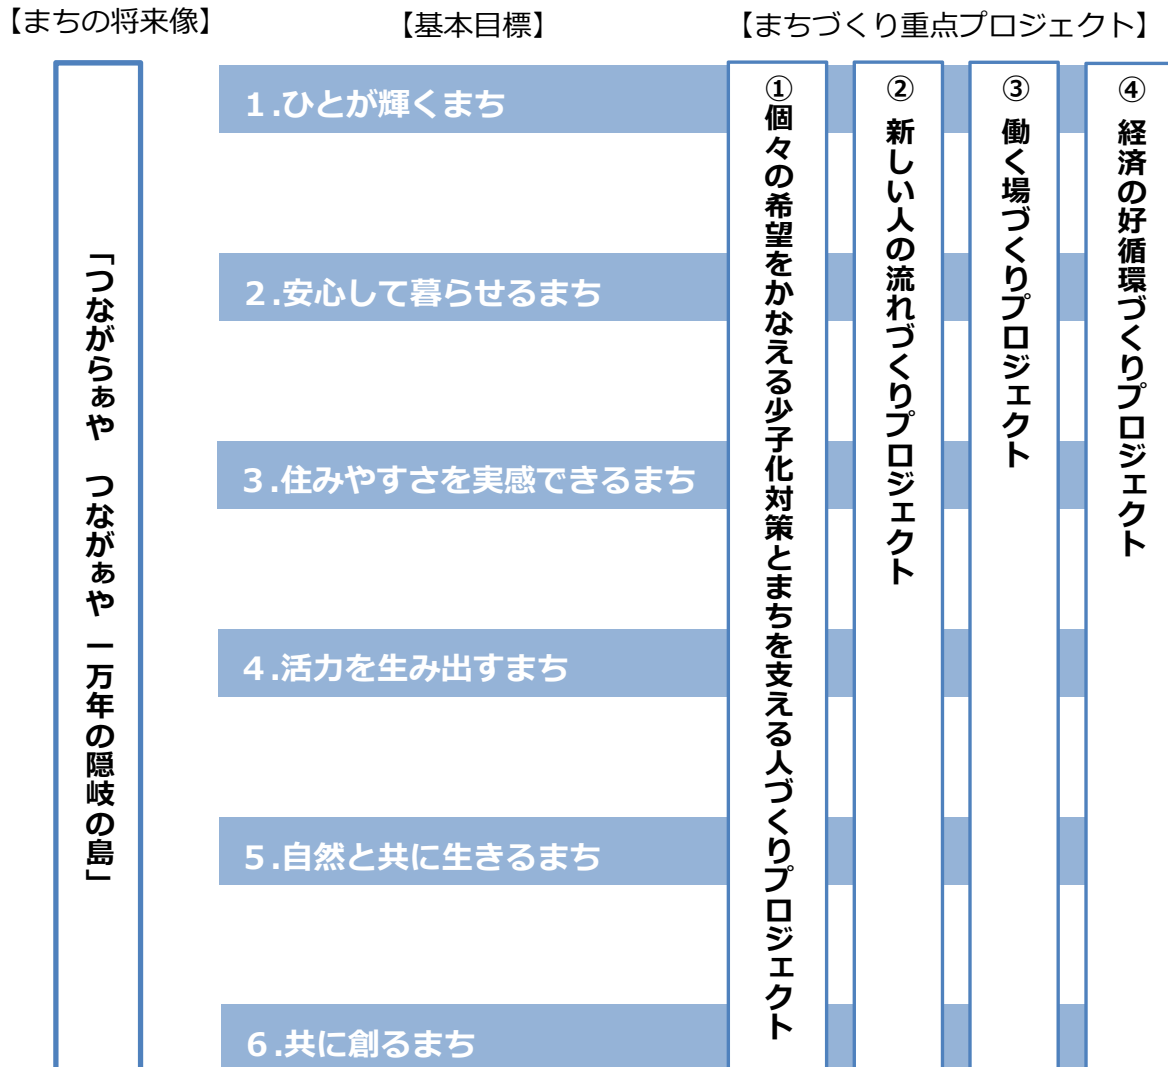 【まちの将来像】
【基本目標】
【まちづくり重点プロジェクト】
「つながらぁや　つながぁや　一万年の隠岐の島」
１.ひとが輝くまち
２.安心して暮らせるまち
３.住みやすさを実感できるまち
４.活力を生み出すまち
５.自然と共に生きるまち
６.共に創るまち
①個々の希望をかなえる少子化対策とまちを支える人づくりプロジェクト
② 新しい人の流れづくりプロジェクト
③ 働く場づくりプロジェクト
④ 経済の好循環づくりプロジェクト